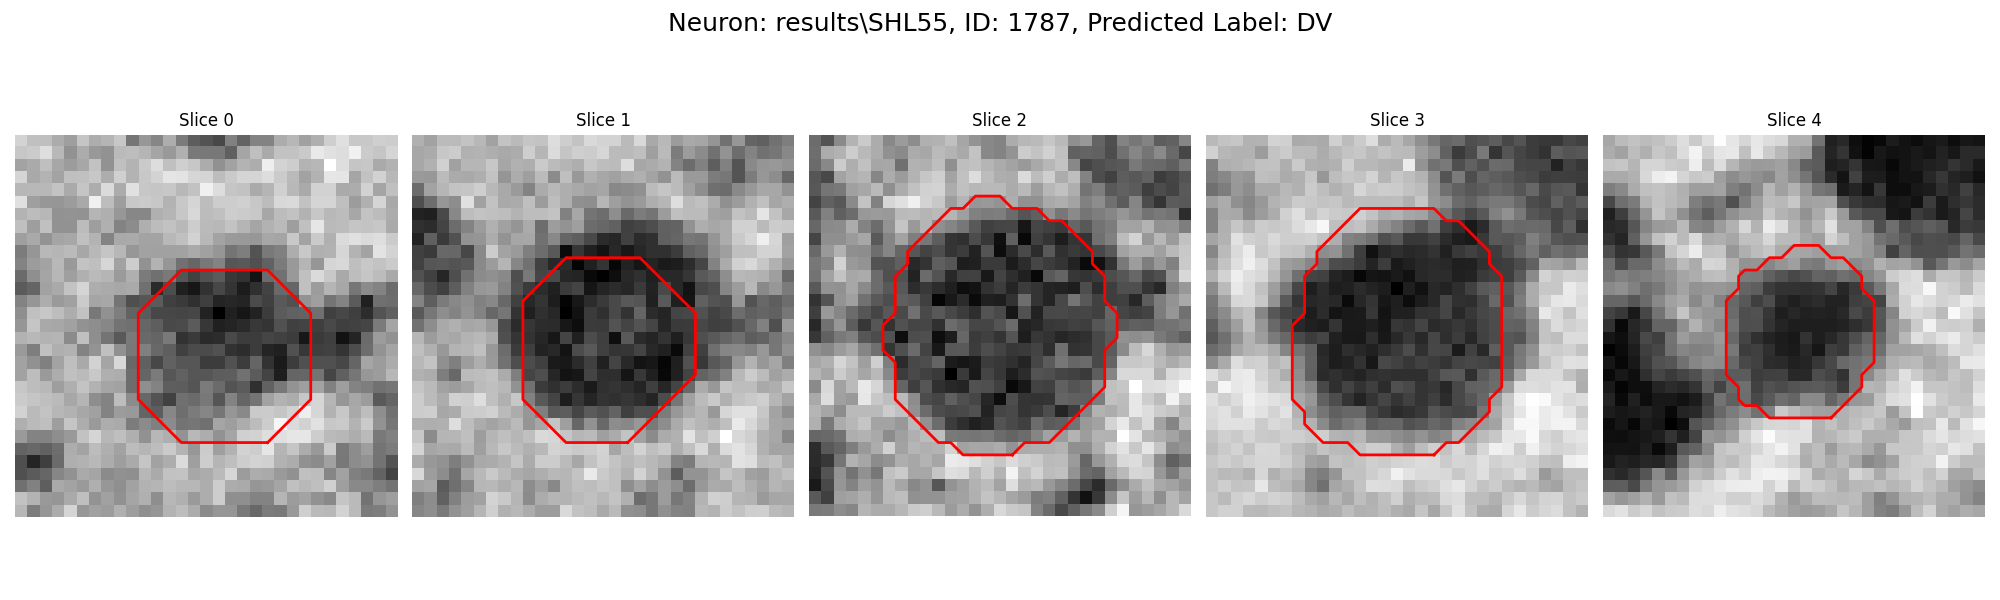 Neuron: results\SHL55, ID: 1787, Predicted Label: DV
Slice 0
Slice 1
Slice 2
Slice 3
Slice 4